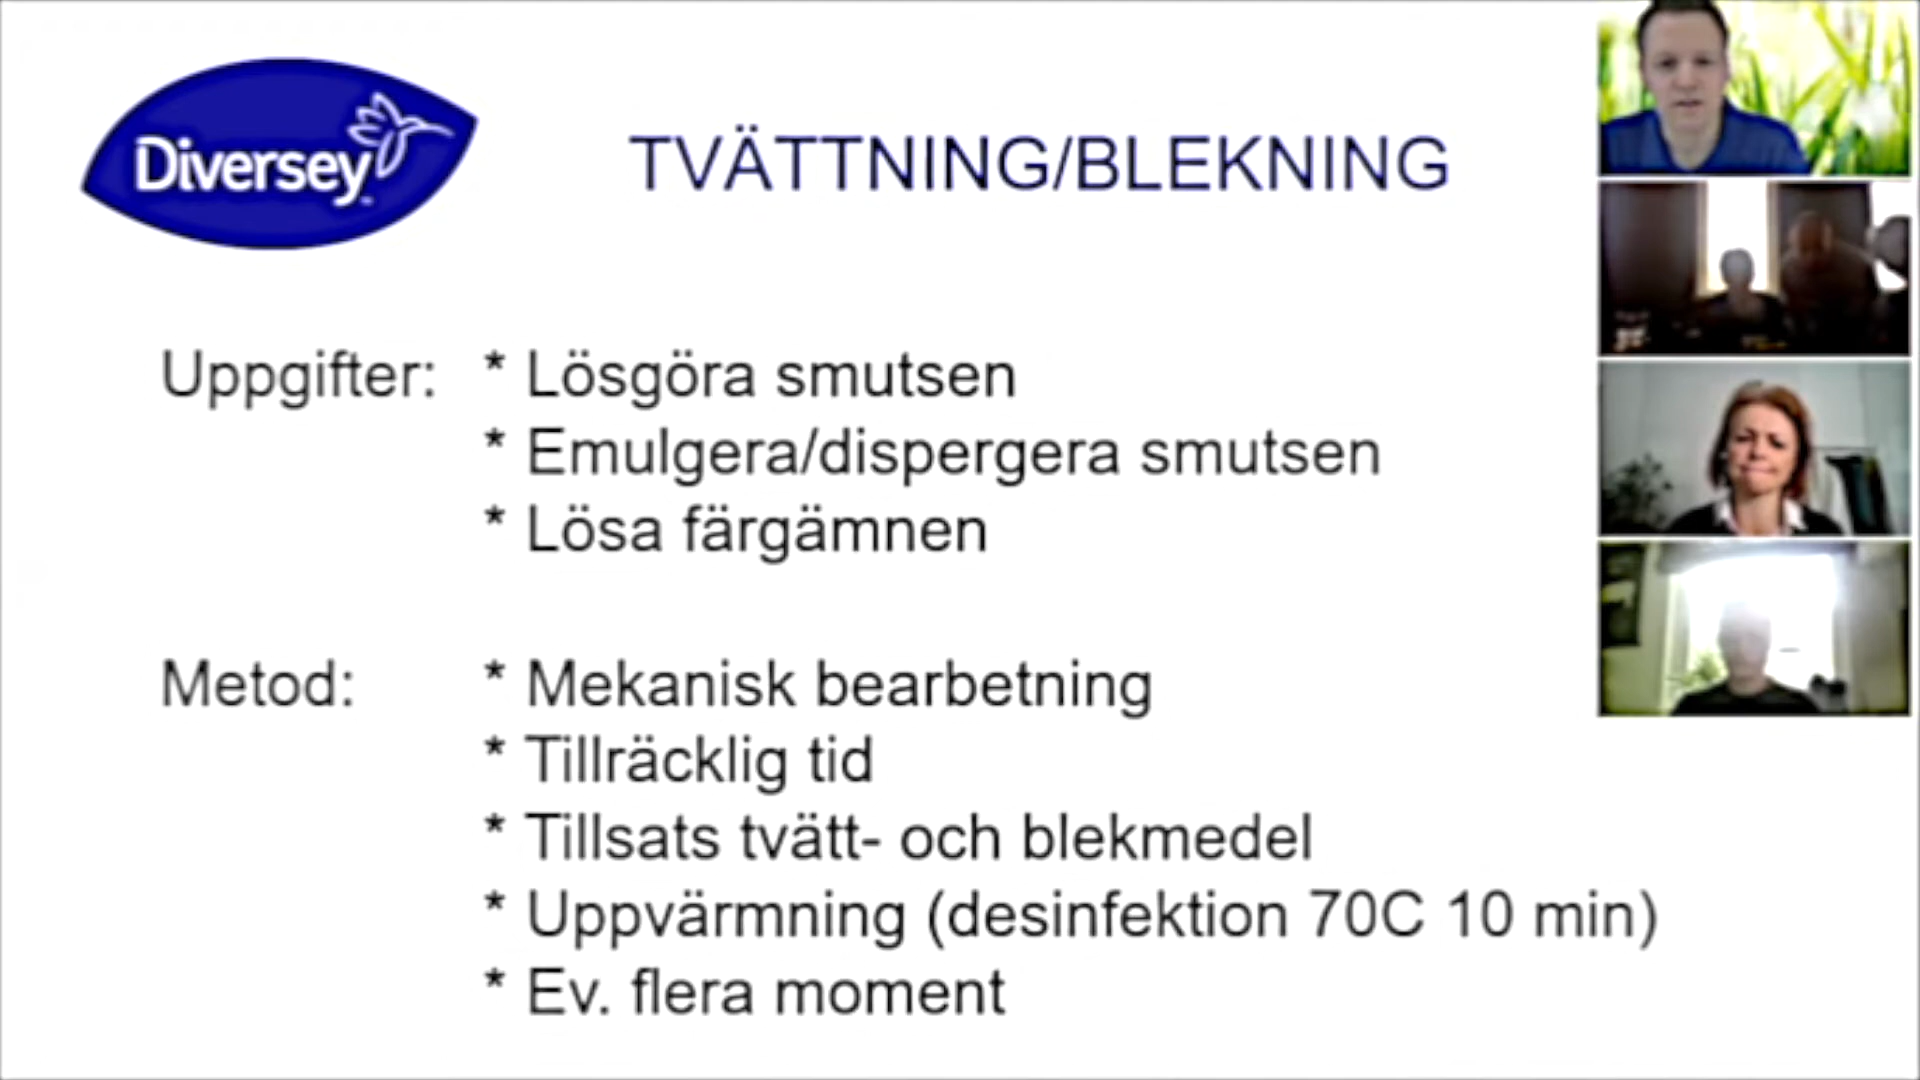 Diversey
TVÄTTNING/BLEKNING
Uppgifter: * Lösgöra smutsen
* Emulgera/dispergera smutsen
* Lösa färgämnen
Metod: * Mekanisk bearbetning
* Tillräcklig tid
* Tillsats tvätt- och blekmedel
* Uppvärmning (desinfektion 70C 10 min)
* Ev. flera moment